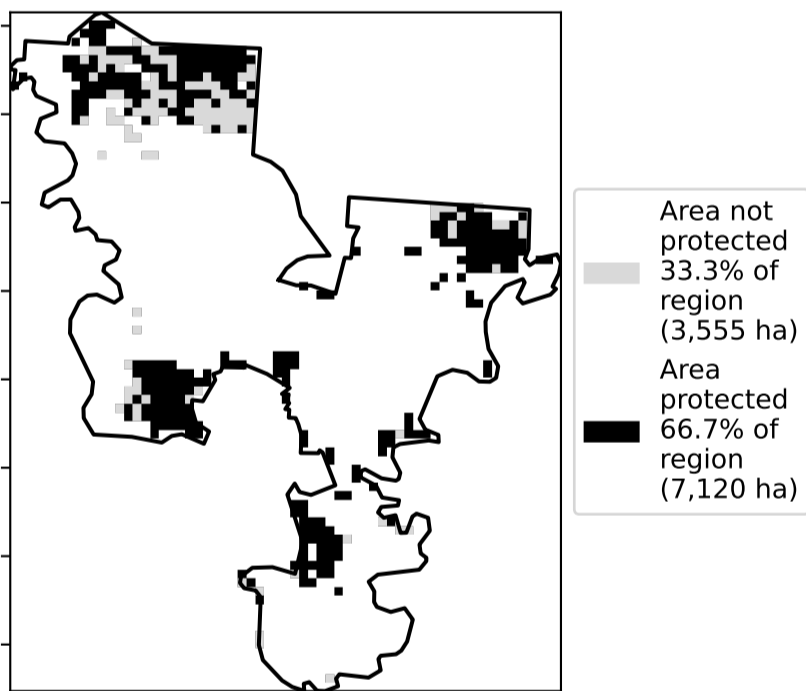 Area not
protected
33.3% of
region
(3,555 ha)
Area
protected
66.7% of
region
(7,120 ha)